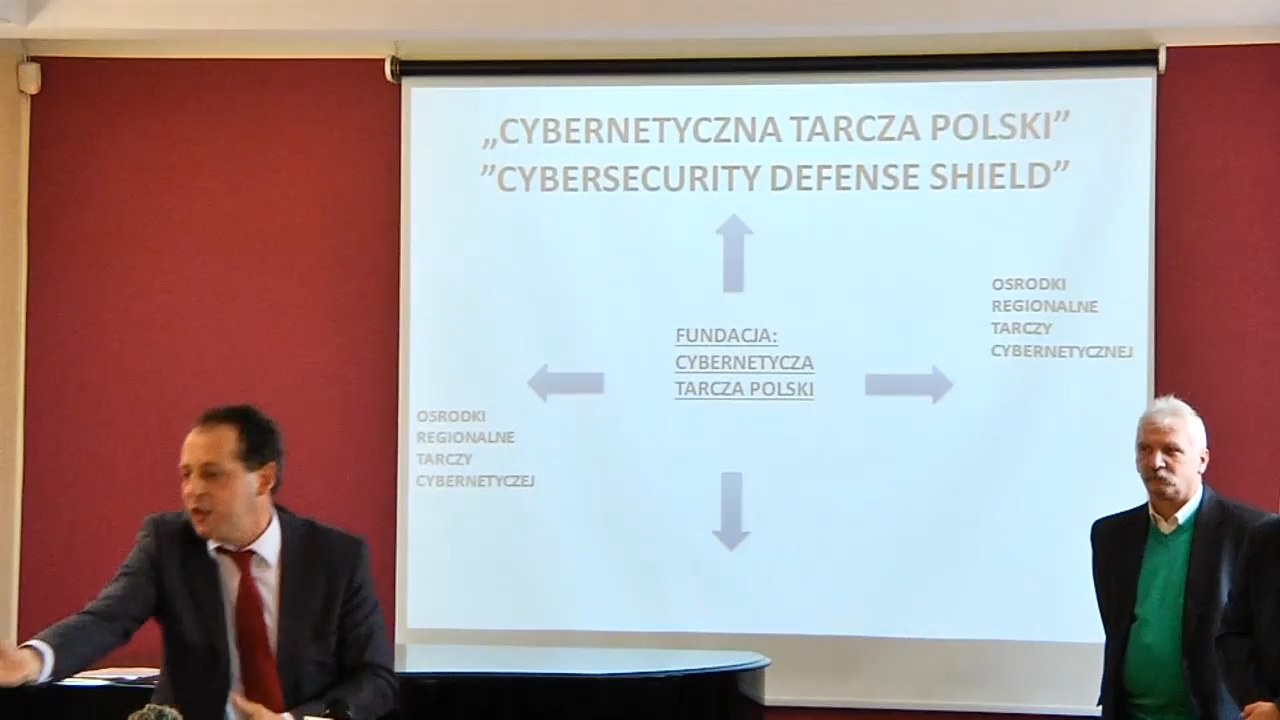 „CYBERNETYCZNA TARCZA POLSKI”
”CYBERSECURITY DEFENSE SHIELD”
OSRODKI
REGIONALNE
TARCZY
CYBERNETYCZNEJ
FUNDACJA:
CYBERNETYCZA
TARCZA POLSKI
OSRODKI
REGIONALNE
TARCZY
CYBERNETYCZEJ